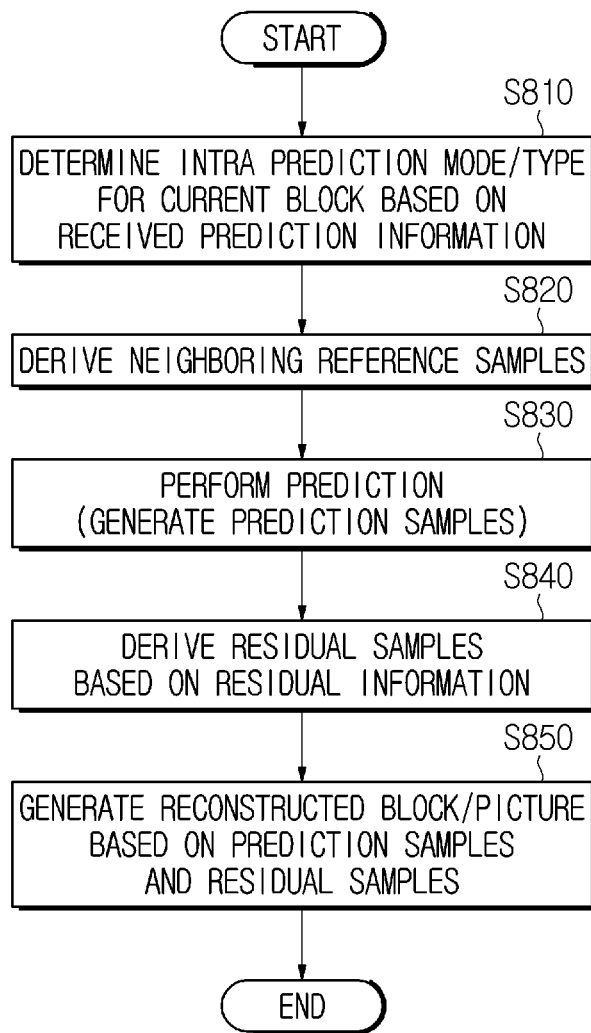 START
S810
DETERMINE INTRA PREDICTION MODE/TYPE
FOR CURRENT BLOCK BASED ON
RECEIVED PREDICTION INFORMATION
S820
DERIVE NEIGHBORING REFERENCE SAMPLES
S830
PERFORM PREDICTION
(GENERATE PREDICTION SAMPLES)
S840
DERIVE RESIDUAL SAMPLES
BASED ON RESIDUAL INFORMATION
S850
GENERATE RECONSTRUCTED BLOCK/PICTURE
BASED ON PREDICTION SAMPLES
AND RESIDUAL SAMPLES
END